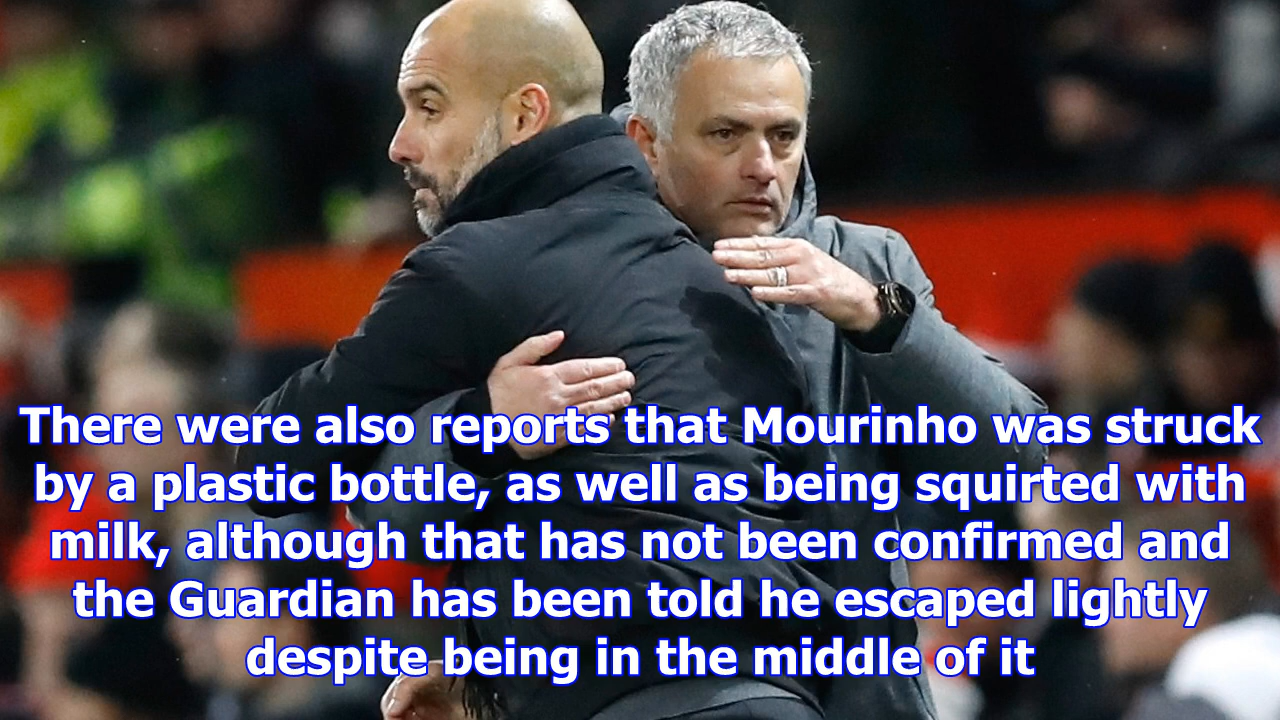 There were also reports that Mourinho was struck
by a plastic bottle, as well as being squirted with
milk, although that has not been confirmed and
the Guardian has been told he escaped lightly
despite being in the middle of it